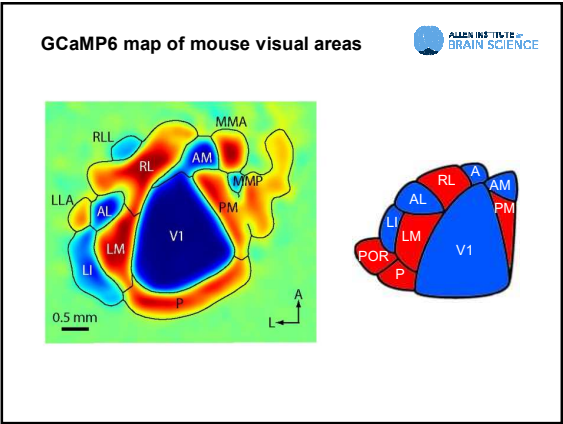 GCaMP6 map of mouse visual areas
ALLEN INSTITUTE for
BRAIN SCIENCE
MMA
RLL
RL
AM
MMP
LLA
AL
PM
V1
LM
LI
P
A
L
0.5 mm
A
RL
AM
AL
PM
LI
LM
V1
POR
P